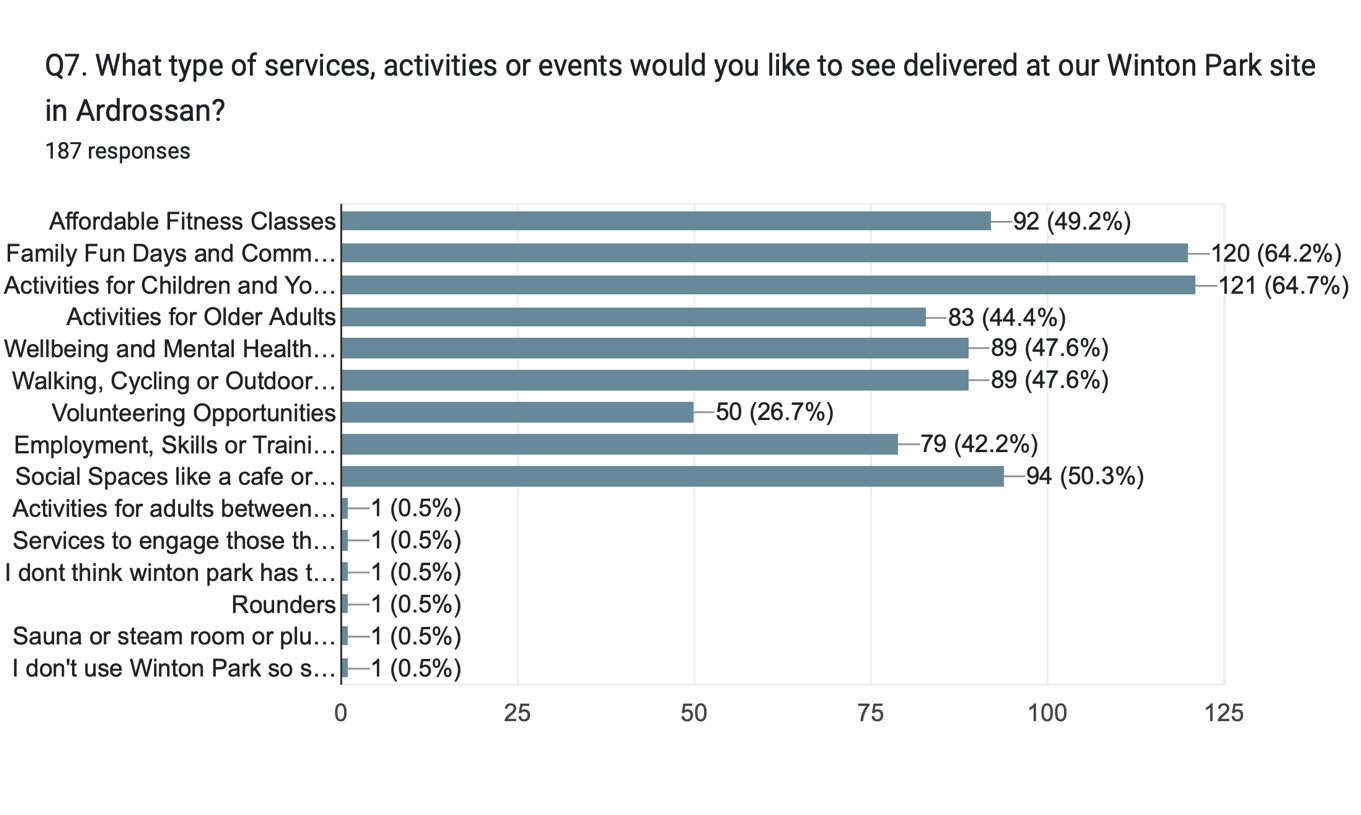 Q7. What type of services, activities or events would you like to see delivered at our Winton Park site
in Ardrossan?
187 responses
Affordable Fitness Classes 92 (49.2%)
Family Fun Days and Comm… 120 (64.2%)
Activities for Children and Yo… 121 (64.7%)
Activities for Older Adults 83 (44.4%)
Wellbeing and Mental Health… 89 (47.6%)
Walking, Cycling or Outdoor… 89 (47.6%)
Volunteering Opportunities 50 (26.7%)
Employment, Skills or Traini… 79 (42.2%)
Social Spaces like a cafe or… 94 (50.3%)
Activities for adults between… 1 (0.5%)
Services to engage those th… 1 (0.5%)
I dont think winton park has t… 1 (0.5%)
Rounders 1 (0.5%)
Sauna or steam room or plu… 1 (0.5%)
I don't use Winton Park so s… 1 (0.5%)
0 25 50 75 100 125